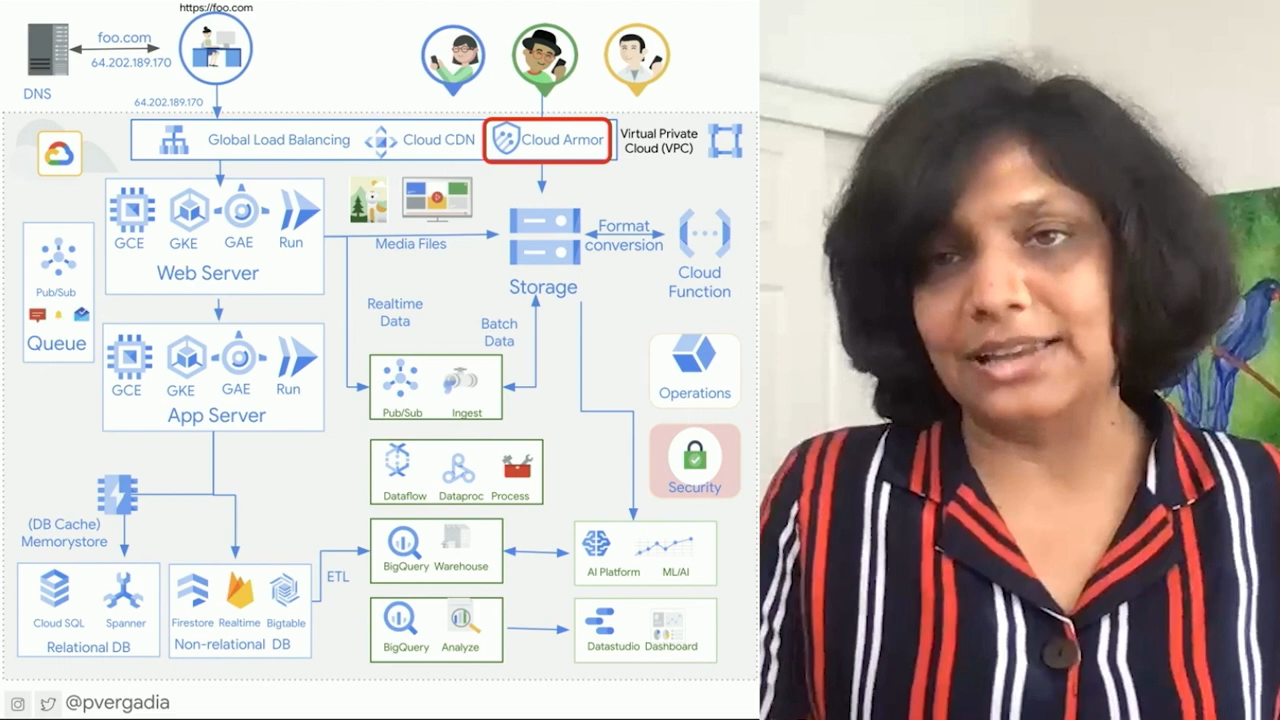 https://foo.com
foo.com
64.202.189.170
DNS
64.202.189.170
Global Load Balancing
Cloud CDN
Cloud Armor
Virtual Private
Cloud (VPC)
GCE
GKE
GAE
Run
Web Server
Media Files
Format
conversion
Storage
Cloud
Function
Pub/Sub
Queue
Realtime
Data
Batch
Data
GCE
GKE
GAE
Run
App Server
Pub/Sub
Ingest
Operations
Security
Dataflow
Dataproc
Process
(DB Cache)
Memorystore
BigQuery
Warehouse
AI Platform
ML/AI
ETL
Cloud SQL
Spanner
Relational DB
Firestore
Realtime
Bigtable
Non-relational DB
BigQuery
Analyze
Datastudio
Dashboard
@pvergadia